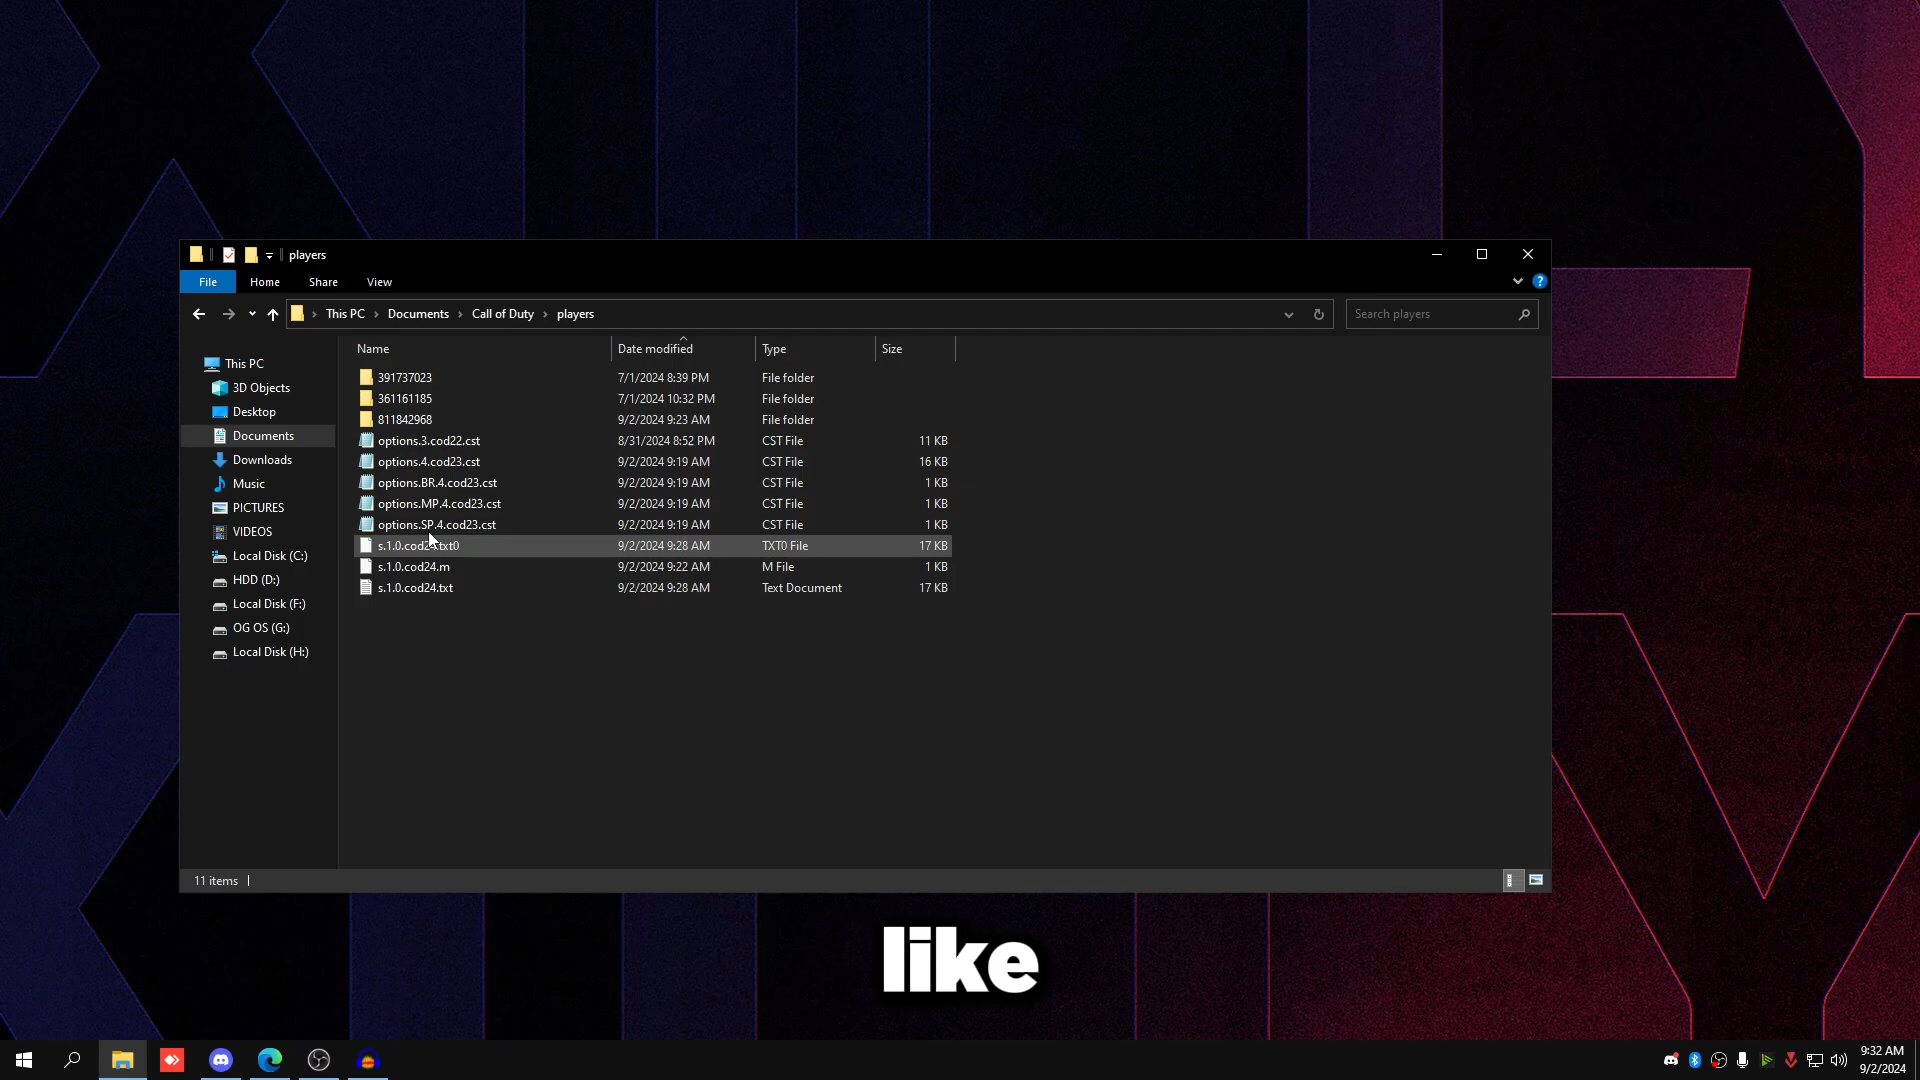 players
File Home Share View
This PC Documents Call of Duty players
Search players
Name Date modified Type Size
This PC
3D Objects
Desktop
Documents
Downloads
Music
PICTURES
VIDEOS
Local Disk (C:)
HDD (D:)
Local Disk (F:)
OG OS (G:)
Local Disk (H:)
391737023 7/1/2024 8:39 PM File folder
361161185 7/1/2024 10:32 PM File folder
811842968 9/2/2024 9:23 AM File folder
options.3.cod22.cst 8/31/2024 8:52 PM CST File 11 KB
options.4.cod23.cst 9/2/2024 9:19 AM CST File 16 KB
options.BR.4.cod23.cst 9/2/2024 9:19 AM CST File 1 KB
options.MP.4.cod23.cst 9/2/2024 9:19 AM CST File 1 KB
options.SP.4.cod23.cst 9/2/2024 9:19 AM CST File 1 KB
s.1.0.cod24.txt0 9/2/2024 9:28 AM TXT0 File 17 KB
s.1.0.cod24.m 9/2/2024 9:22 AM M File 1 KB
s.1.0.cod24.txt 9/2/2024 9:28 AM Text Document 17 KB
11 items
like
9:32 AM
9/2/2024